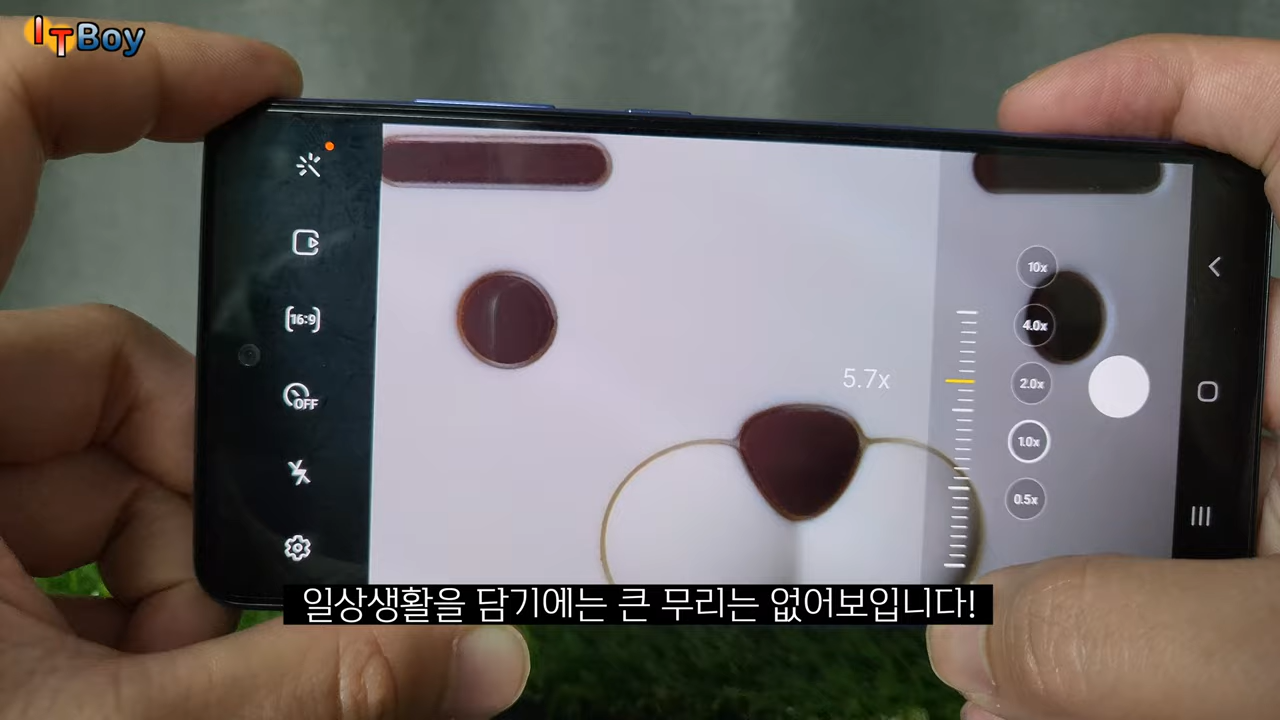 ITBoy
16:9
OFF
5.7x
10x
4.0x
2.0x
1.0x
0.5x
일상생활을 담기에는 큰 무리는 없어보입니다!